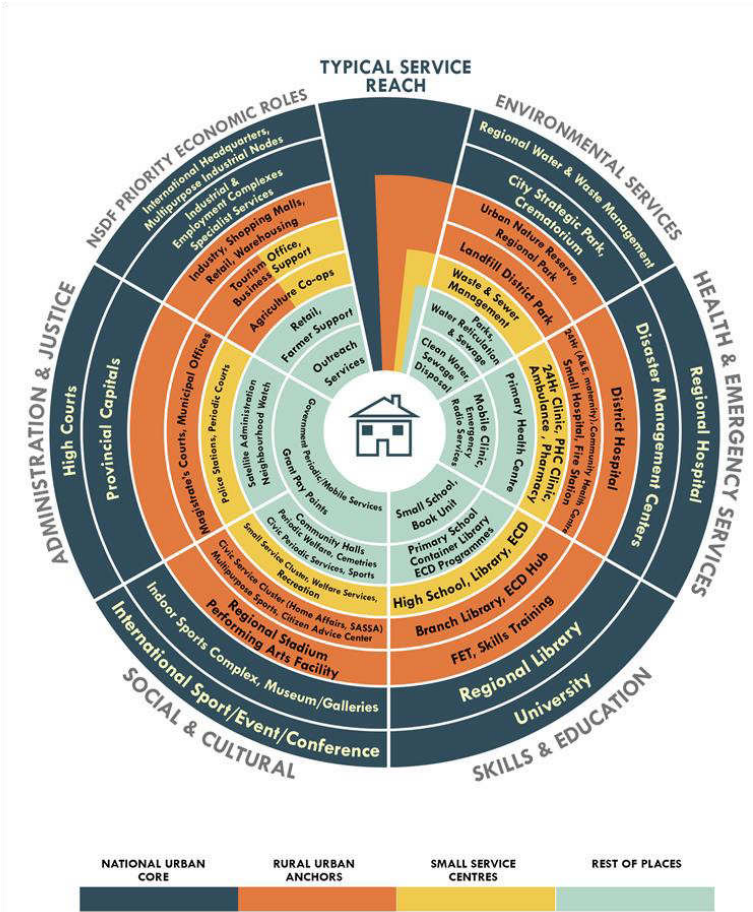 TYPICAL SERVICE
REACH
NSDF PRIORITY ECONOMIC ROLES
International Headquarters,
Multipurpose Industrial Nodes
Industrial &
Employment Complexes
Specialist Services
Industry, Shopping Malls,
Retail, Warehousing
Tourism Office,
Business Support
Agriculture Co-ops
Retail,
Farmer Support
Outreach
Services
ENVIRONMENTAL SERVICES
Regional Water & Waste Management
City Strategic Park,
Crematorium
Urban Nature Reserve,
Regional Park
Landfill District Park
Waste & Sewer
Management
Parks,
Water Reticulation
& Sewage
Clean Water,
Sewage
Disposal
HEALTH & EMERGENCY SERVICES
Regional Hospital
Disaster Management Centers
District Hospital
24Hr (A&E, maternity), Community Health Centre
Small Hospital, Fire Station
24Hr Clinic, PHC Clinic,
Ambulance , Pharmacy
Primary Health Centre
Mobile Clinic,
Emergency
Radio Services
SKILLS & EDUCATION
University
Regional Library
FET, Skills Training
Branch Library, ECD Hub
High School, Library, ECD
Primary School
Container Library
ECD Programmes
Small School,
Book Unit
SOCIAL & CULTURAL
International Sport/Event/Conference
Indoor Sports Complex, Museum/Galleries
Regional Stadium
Performing Arts Facility
Civic Service Cluster (Home Affairs, SASSA)
Multipurpose Sports, Citizen Advice Center
Small Service Cluster, Welfare Services,
Recreation
Community Halls
Periodic Welfare, Cemetries
Civic Periodic Services, Sports
ADMINISTRATION & JUSTICE
High Courts
Provincial Capitals
Magistrate's Courts, Municipal Offices
Police Stations, Periodic Courts
Satellite Administration
Neighbourhood Watch
Government Periodic/Mobile Services
Grant Pay Points
NATIONAL URBAN
CORE
RURAL URBAN
ANCHORS
SMALL SERVICE
CENTRES
REST OF PLACES